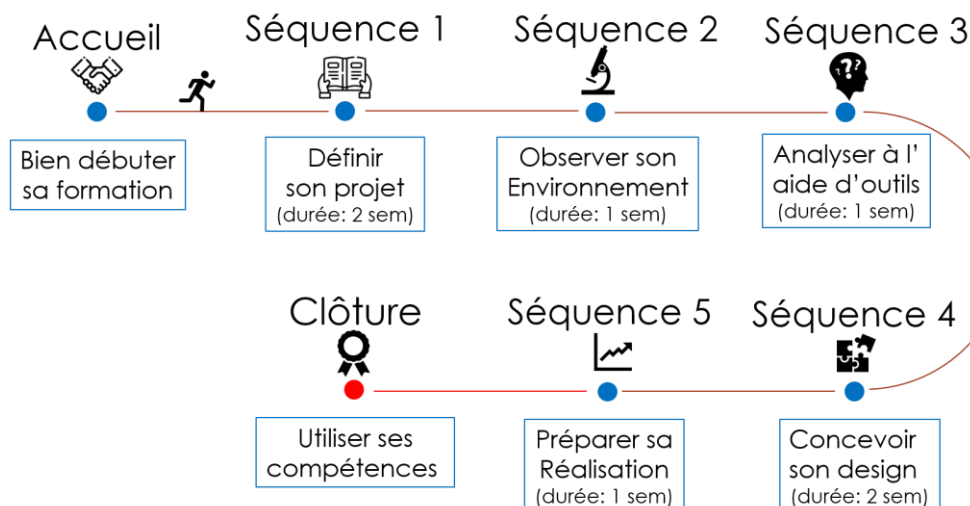 Accueil
Séquence 1
Séquence 2
Séquence 3
???
Bien débuter
sa formation
Définir
son projet
(durée: 2 sem)
Observer son
Environnement
(durée: 1 sem)
Analyser à l'
aide d'outils
(durée: 1 sem)
Clôture
Séquence 5
Séquence 4
Utiliser ses
compétences
Préparer sa
Réalisation
(durée: 1 sem)
Concevoir
son design
(durée: 2 sem)